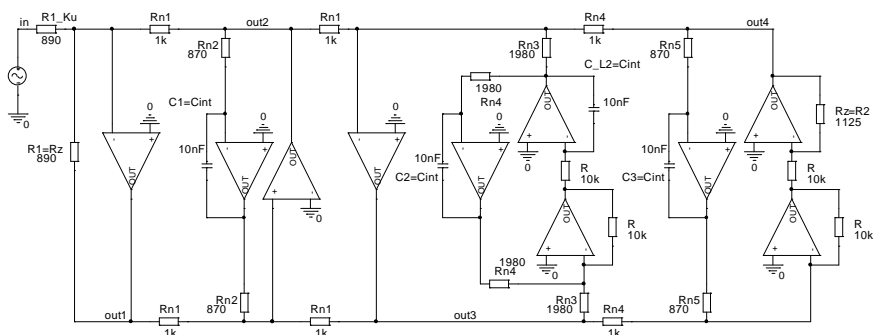 in
R1_Ku
890
Rn1
1k
out2
Rn1
1k
Rn3
1980
Rn4
1k
out4
Rn2
870
Rn5
870
C_L2=Cint
1980
Rn4
10nF
OUT
Rz=R2
1125
OUT
C1=Cint
0
0
0
0
0
0
0
R1=Rz
890
10nF
OUT
OUT
OUT
OUT
10nF
C2=Cint
OUT
R
10k
10nF
C3=Cint
OUT
R
10k
OUT
R
10k
OUT
R
10k
0
0
0
1980
Rn4
Rn2
870
Rn3
1980
Rn5
870
out1
Rn1
1k
Rn1
1k
out3
Rn4
1k